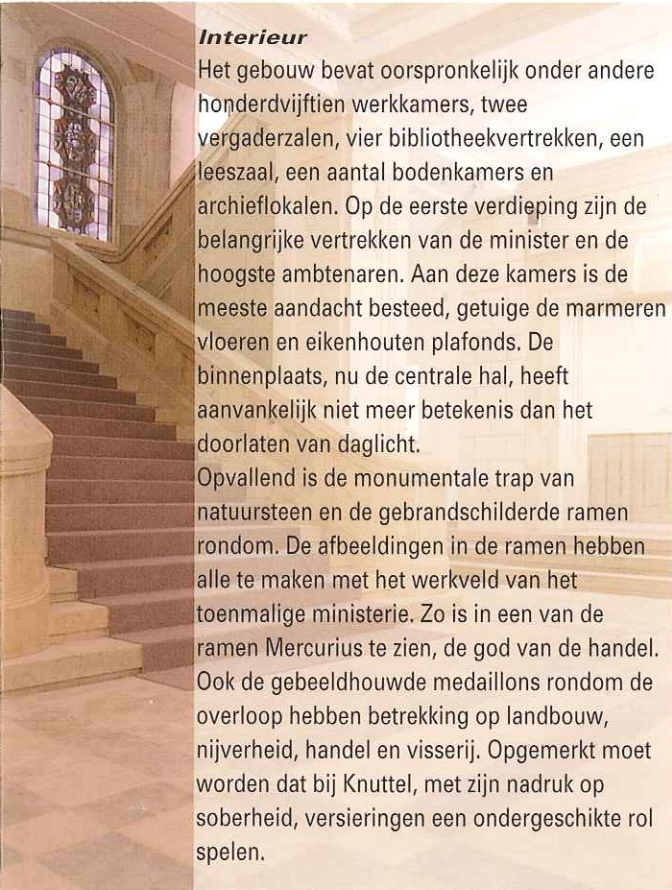 Interieur
Het gebouw bevat oorspronkelijk onder andere
honderdvijftien werkkamers, twee
vergaderzalen, vier bibliotheekvertrekken, een
leeszaal, een aantal bodenkamers en
archieflokalen. Op de eerste verdieping zijn de
belangrijke vertrekken van de minister en de
hoogste ambtenaren. Aan deze kamers is de
meeste aandacht besteed, getuige de marmeren
vloeren en eikenhouten plafonds. De
binnenplaats, nu de centrale hal, heeft
aanvankelijk niet meer betekenis dan het
doorlaten van daglicht.
Opvallend is de monumentale trap van
natuursteen en de gebrandschilderde ramen
rondom. De afbeeldingen in de ramen hebben
alle te maken met het werkveld van het
toenmalige ministerie. Zo is in een van de
ramen Mercurius te zien, de god van de handel.
Ook de gebeeldhouwde medaillons rondom de
overloop hebben betrekking op landbouw,
nijverheid, handel en visserij. Opgemerkt moet
worden dat bij Knuttel, met zijn nadruk op
soberheid, versieringen een ondergeschikte rol
spelen.